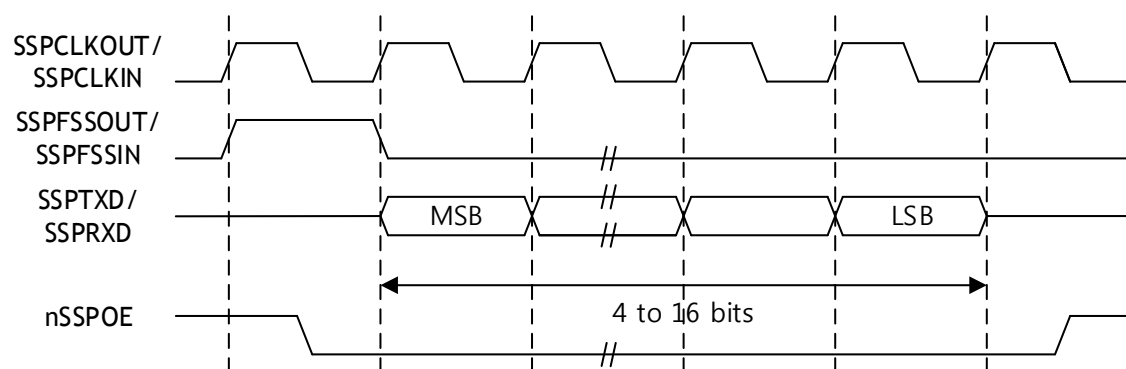 SSPCLKOUT/
SSPCLKIN
SSPFSSOUT/
SSPFSSIN
SSPTXD/
SSPRXD
MSB
LSB
4 to 16 bits
nSSPOE